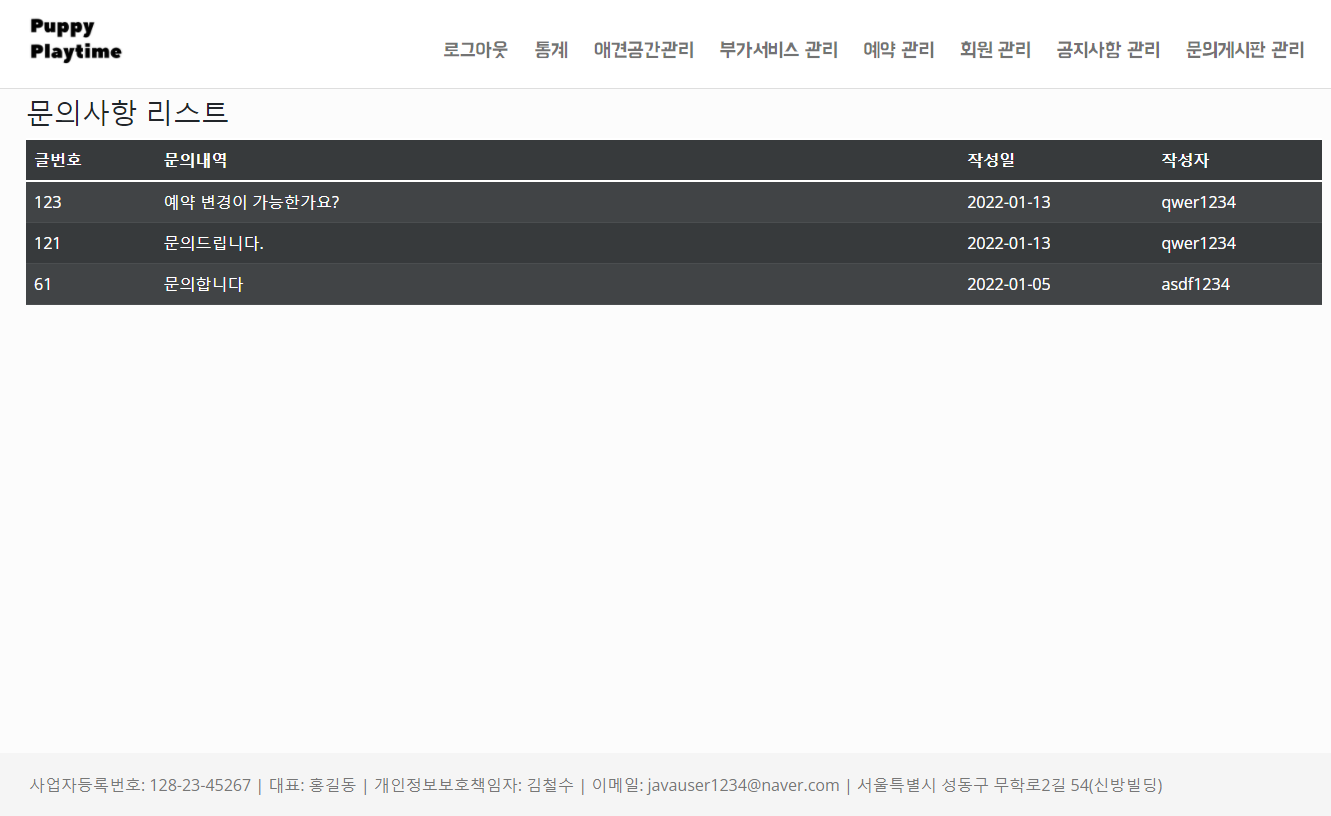 Puppy
Playtime
로그아웃 통계 애견공간관리 부가서비스 관리 예약 관리 회원 관리 공지사항 관리 문의게시판 관리
문의사항 리스트
글번호 문의내역 작성일 작성자
123 예약 변경이 가능한가요? 2022-01-13 qwer1234
121 문의드립니다. 2022-01-13 qwer1234
61 문의합니다 2022-01-05 asdf1234
사업자등록번호: 128-23-45267 | 대표: 홍길동 | 개인정보보호책임자: 김철수 | 이메일: javauser1234@naver.com | 서울특별시 성동구 무학로2길 54(신방빌딩)